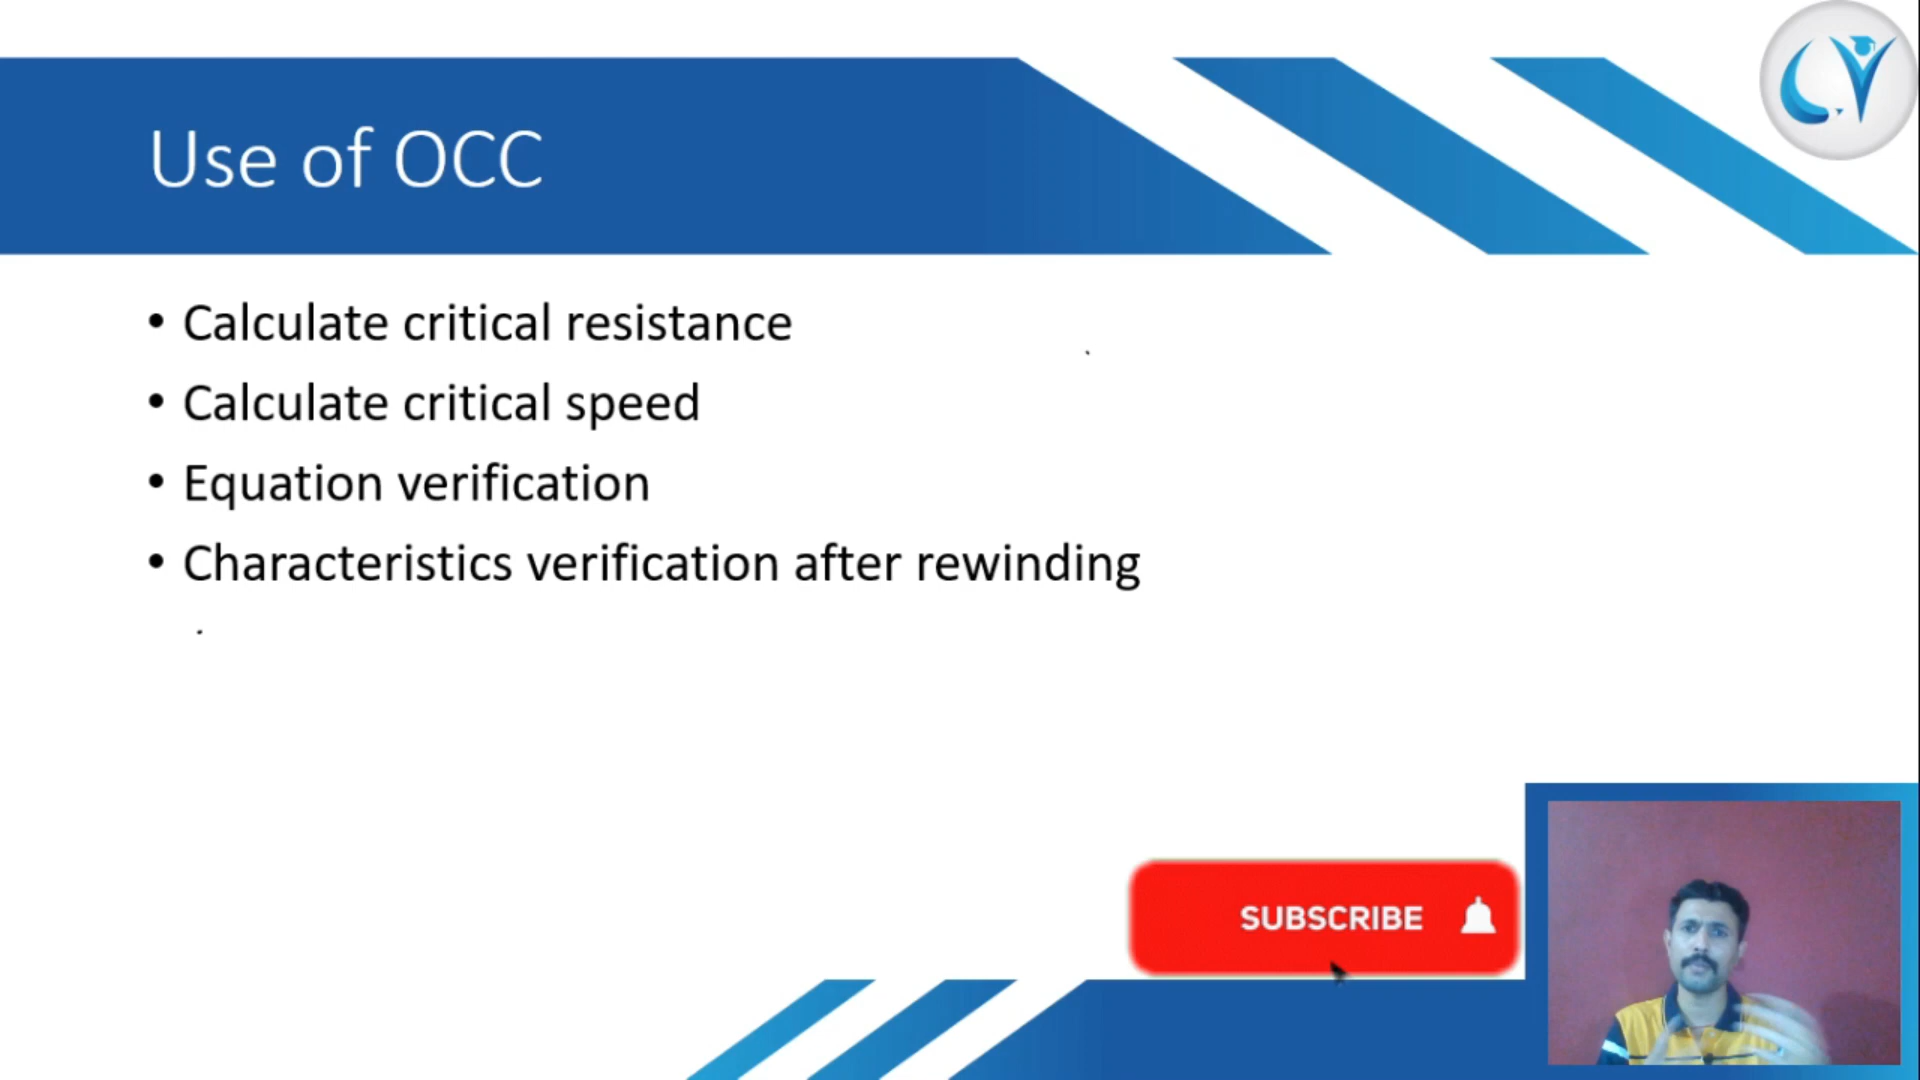 Use of OCC
• Calculate critical resistance
• Calculate critical speed
• Equation verification
• Characteristics verification after rewinding
SUBSCRIBE